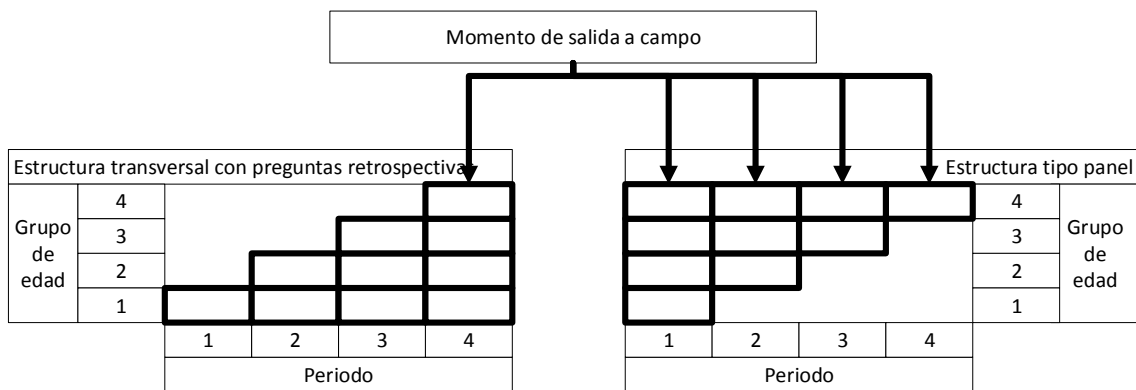 Momento de salida a campo
Estructura transversal con preguntas retrospectivas
Grupo
de
edad
4
3
2
1
1 2 3 4
Periodo
Estructura tipo panel
4
3
2
1
Grupo
de
edad
1 2 3 4
Periodo